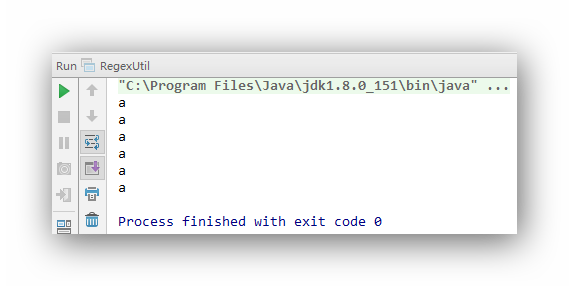 Run RegexUtil
"C:\Program Files\Java\jdk1.8.0_151\bin\java" ...
a
a
a
a
a
a
Process finished with exit code 0